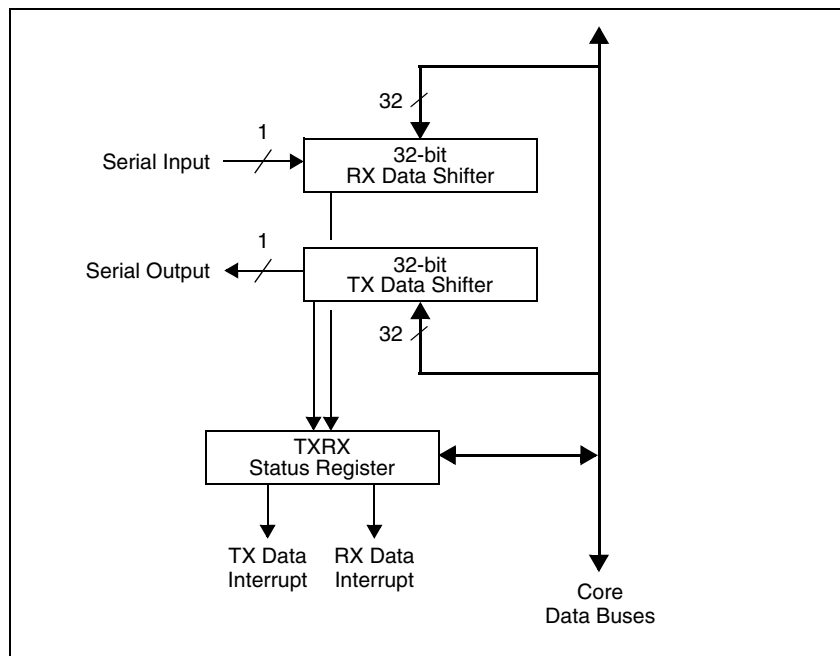 32
1
Serial Input
32-bit
RX Data Shifter
1
Serial Output
32-bit
TX Data Shifter
32
TXRX
Status Register
TX Data
Interrupt
RX Data
Interrupt
Core
Data Buses